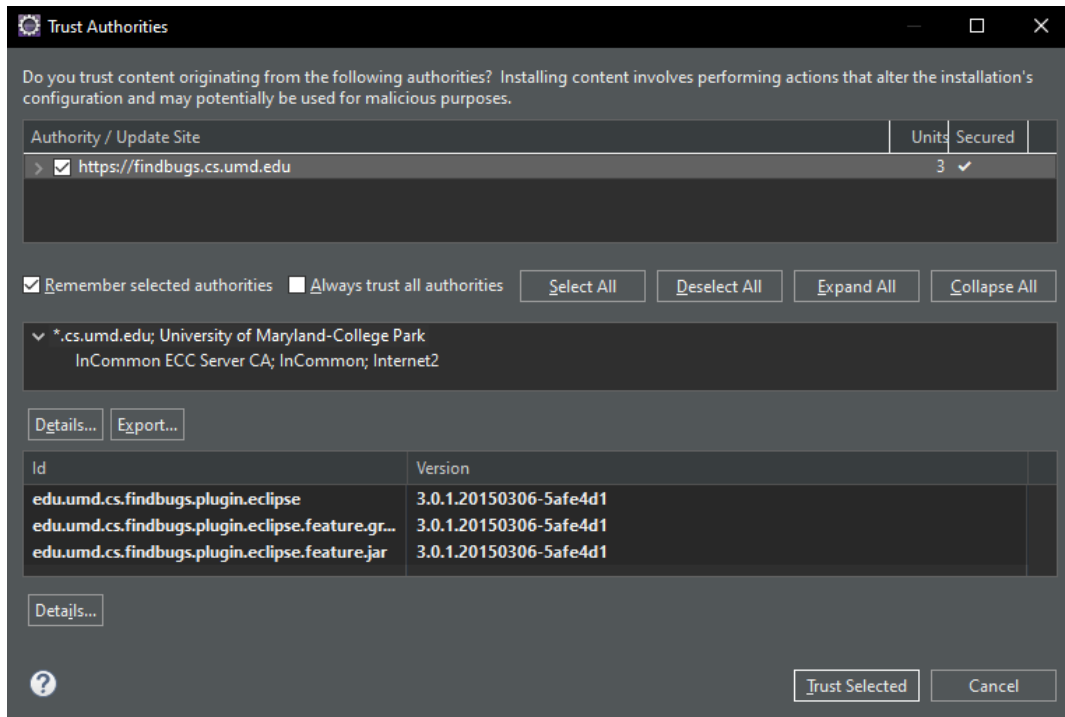 Trust Authorities
Do you trust content originating from the following authorities?  Installing content involves performing actions that alter the installation's
configuration and may potentially be used for malicious purposes.
Authority / Update Site Units Secured
https://findbugs.cs.umd.edu 3
Remember selected authorities Always trust all authorities Select All Deselect All Expand All Collapse All
*.cs.umd.edu; University of Maryland-College Park
InCommon ECC Server CA; InCommon; Internet2
Details... Export...
Id Version
edu.umd.cs.findbugs.plugin.eclipse 3.0.1.20150306-5afe4d1
edu.umd.cs.findbugs.plugin.eclipse.feature.gr... 3.0.1.20150306-5afe4d1
edu.umd.cs.findbugs.plugin.eclipse.feature.jar 3.0.1.20150306-5afe4d1
Details...
? Trust Selected Cancel